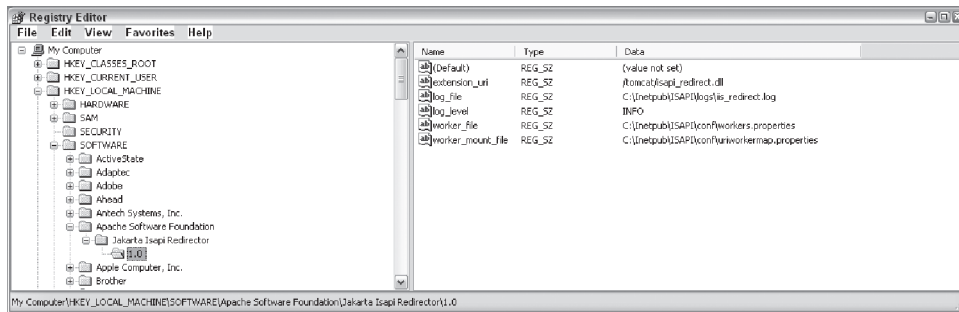 Registry Editor
File Edit View Favorites Help
My Computer
HKEY_CLASSES_ROOT
HKEY_CURRENT_USER
HKEY_LOCAL_MACHINE
HARDWARE
SAM
SECURITY
SOFTWARE
ActiveState
Adaptec
Adobe
Ahead
Antech Systems, Inc.
Apache Software Foundation
Jakarta Isapi Redirector
1.0
Apple Computer, Inc.
Brother
Name Type Data
(Default) REG_SZ (value not set)
extension_uri REG_SZ /tomcat/isapi_redirect.dll
log_file REG_SZ C:\Inetpub\ISAPI\logs\iis_redirect.log
log_level REG_SZ INFO
worker_file REG_SZ C:\Inetpub\ISAPI\conf\workers.properties
worker_mount_file REG_SZ C:\Inetpub\ISAPI\conf\uriworkermap.properties
My Computer\HKEY_LOCAL_MACHINE\SOFTWARE\Apache Software Foundation\Jakarta Isapi Redirector\1.0